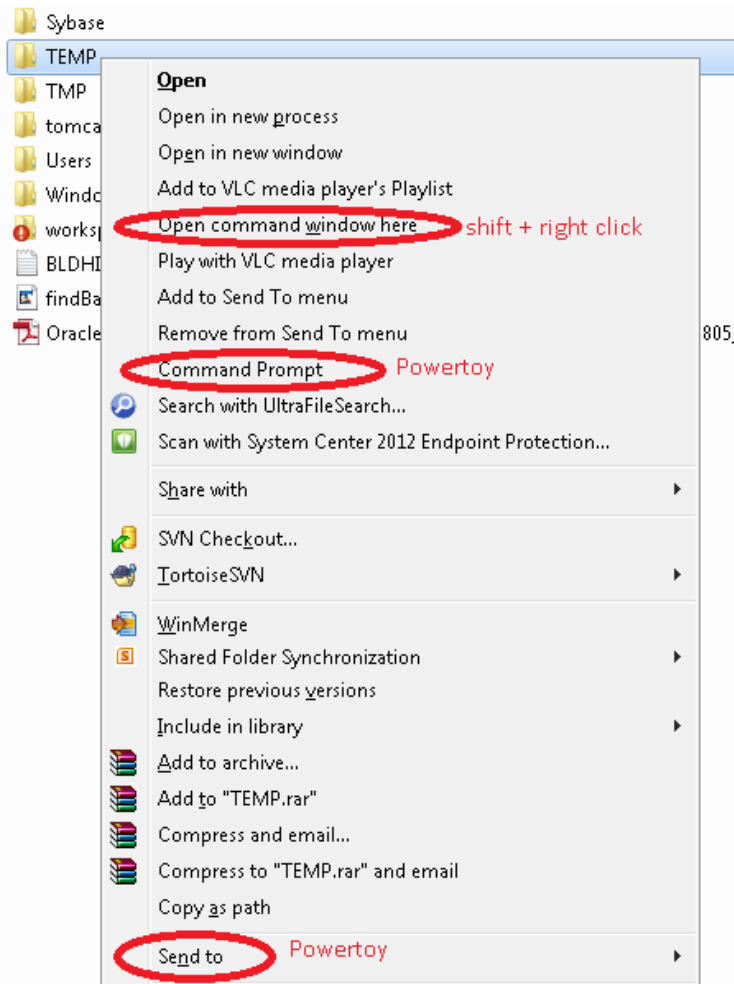 Sybase
TEMP
Open
TMP
Open in new process
tomca
Open in new window
Users
Add to VLC media player's Playlist
Windo
Open command window here shift + right click
works
Play with VLC media player
BLDHI
Add to Send To menu
findBa
Remove from Send To menu
Oracle 805_
Command Prompt Powertoy
Search with UltraFileSearch...
Scan with System Center 2012 Endpoint Protection...
Share with
SVN Checkout...
TortoiseSVN
WinMerge
Shared Folder Synchronization
Restore previous versions
Include in library
Add to archive...
Add to "TEMP.rar"
Compress and email...
Compress to "TEMP.rar" and email
Copy as path
Send to Powertoy